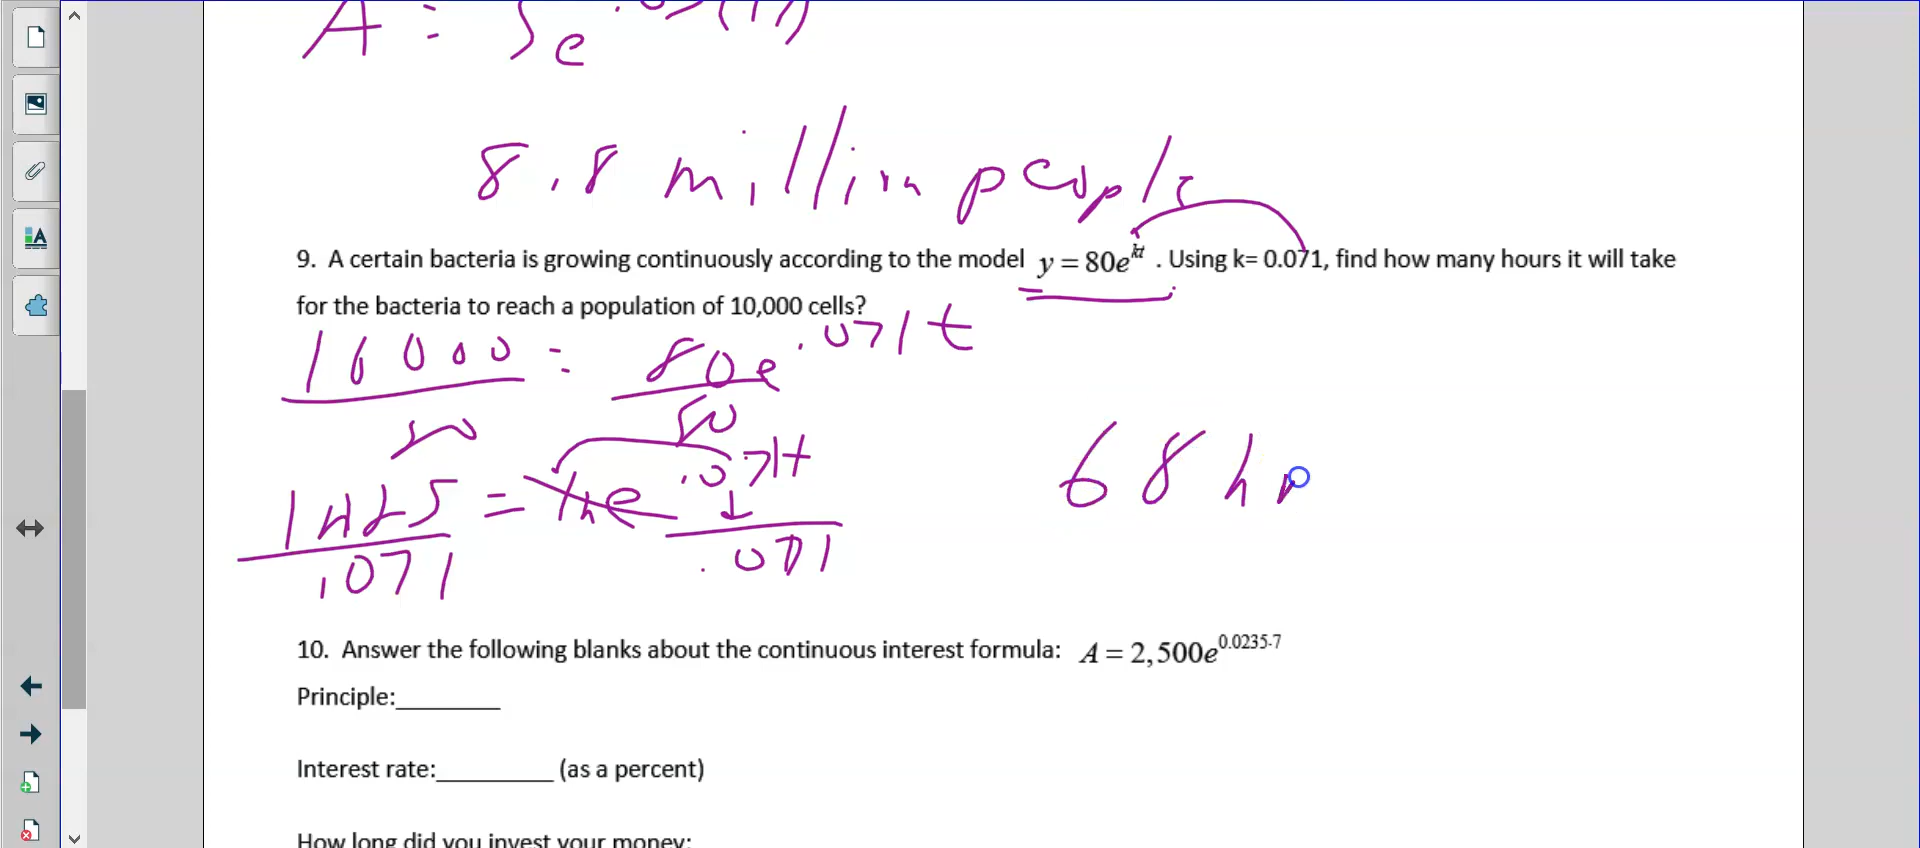 A = 5e
8.8 million people
9. A certain bacteria is growing continuously according to the model y = 80e^kt . Using k= 0.071, find how many hours it will take
for the bacteria to reach a population of 10,000 cells?
10000 = 80e^.071t
80 80
ln125 = lne^.071t
.071 .071
68 hr
10. Answer the following blanks about the continuous interest formula: A = 2,500e^0.0235·7
Principle:________
Interest rate:_________ (as a percent)
How long did you invest your money: